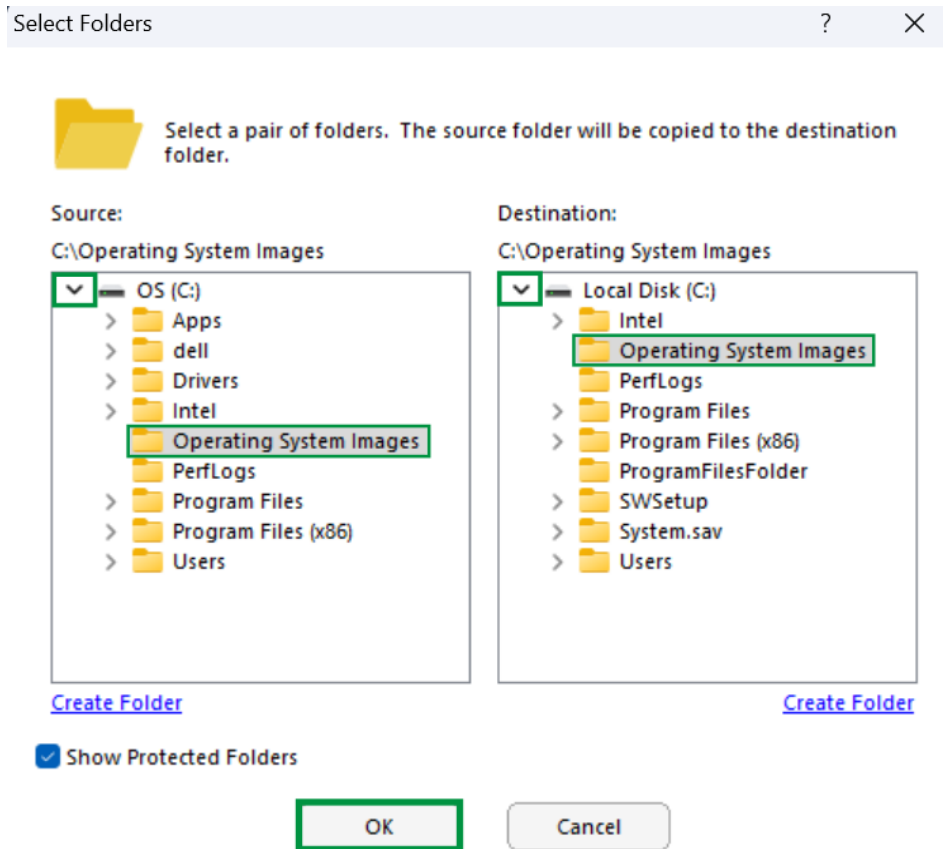 Select Folders
?
Select a pair of folders. The source folder will be copied to the destination
folder.
Source:
C:\Operating System Images
OS (C:)
Apps
dell
Drivers
Intel
Operating System Images
PerfLogs
Program Files
Program Files (x86)
Users
Create Folder
Destination:
C:\Operating System Images
Local Disk (C:)
Intel
Operating System Images
PerfLogs
Program Files
Program Files (x86)
ProgramFilesFolder
SWSetup
System.sav
Users
Create Folder
Show Protected Folders
OK
Cancel